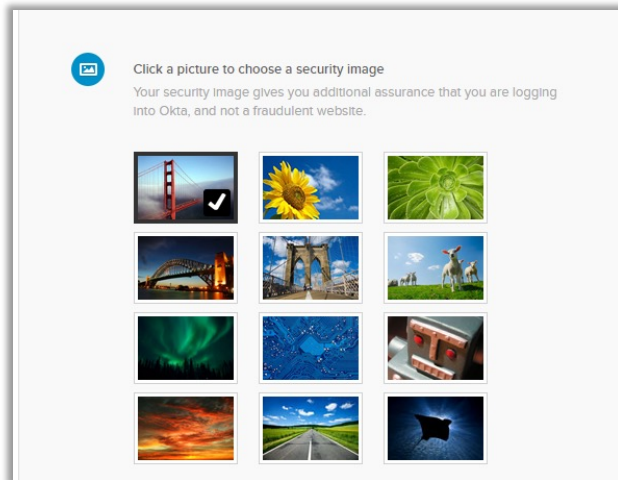 Click a picture to choose a security image
Your security image gives you additional assurance that you are logging
into Okta, and not a fraudulent website.